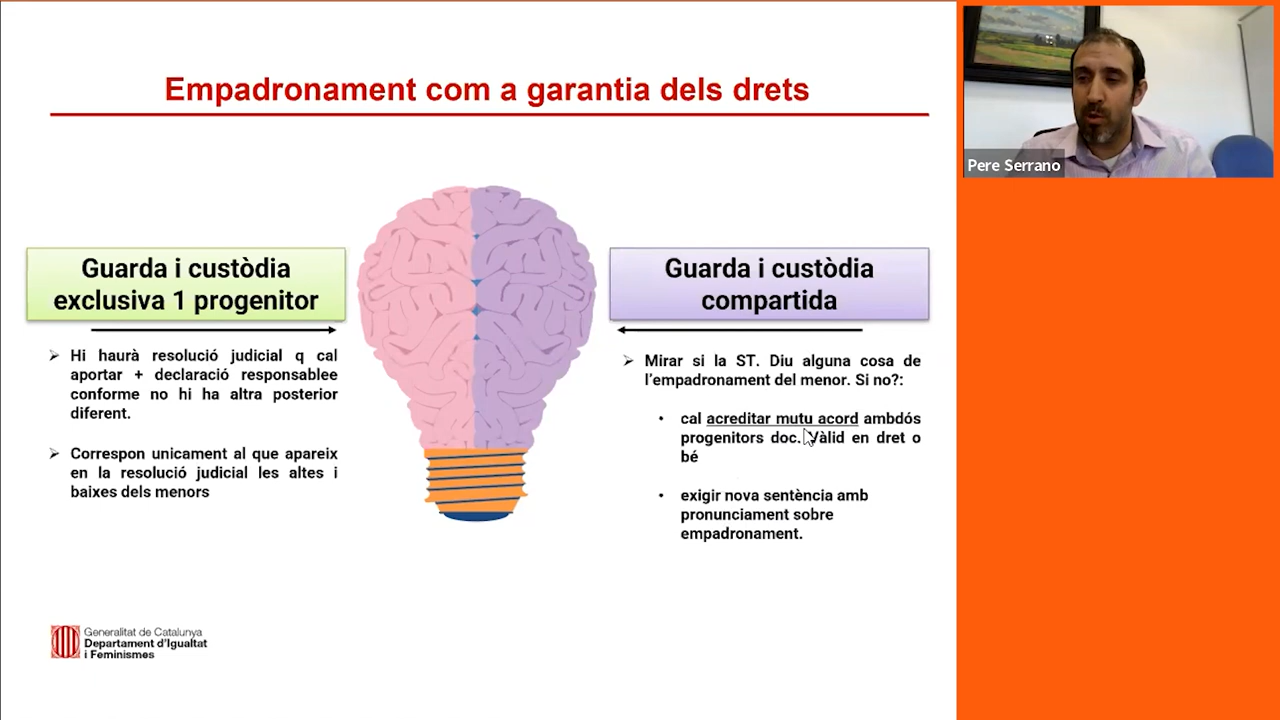 Empadronament com a garantia dels drets
Guarda i custòdia
exclusiva 1 progenitor
Hi haurà resolució judicial q cal
aportar + declaració responsablee
conforme no hi ha altra posterior
diferent.
Correspon unicament al que apareix
en la resolució judicial les altes i
baixes dels menors
Guarda i custòdia
compartida
Mirar si la ST. Diu alguna cosa de
l'empadronament del menor. Si no?:
cal acreditar mutu acord ambdós
progenitors doc. Vàlid en dret o
bé
exigir nova sentència amb
pronunciament sobre
empadronament.
Generalitat de Catalunya
Departament d'Igualtat
i Feminismes
Pere Serrano